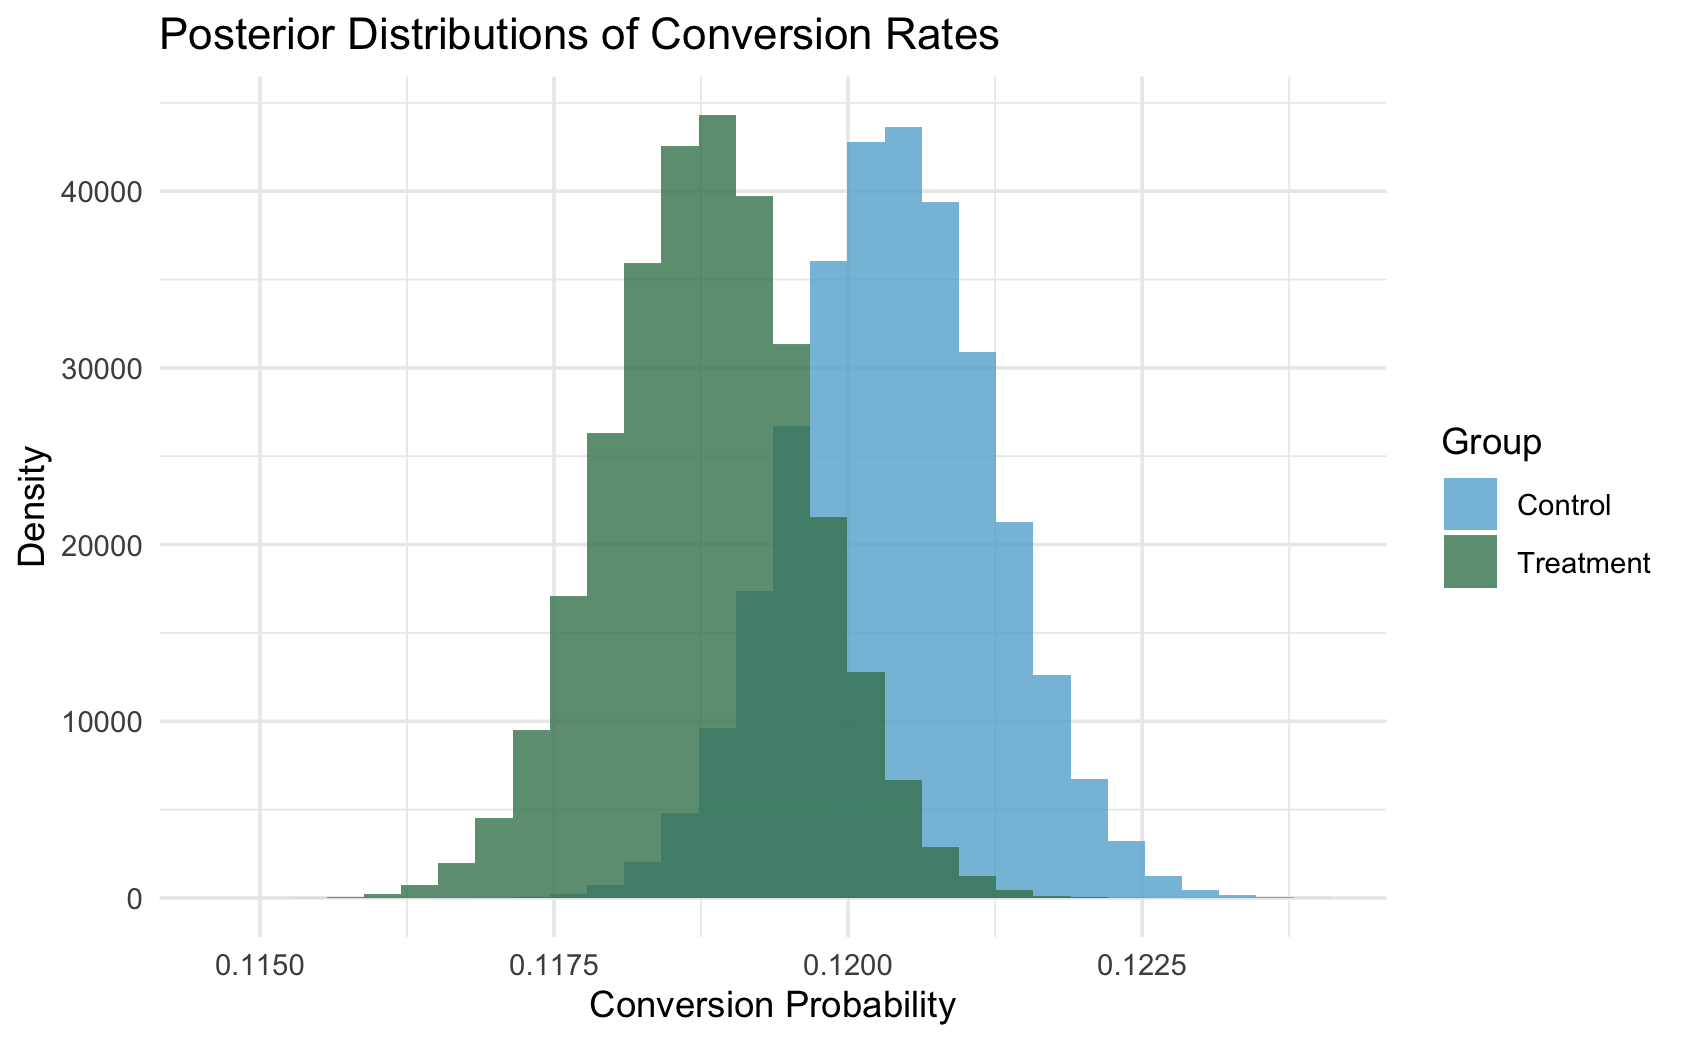 Posterior Distributions of Conversion Rates
Density
40000
30000
20000
10000
0
0.1150 0.1175 0.1200 0.1225
Conversion Probability
Group
Control
Treatment